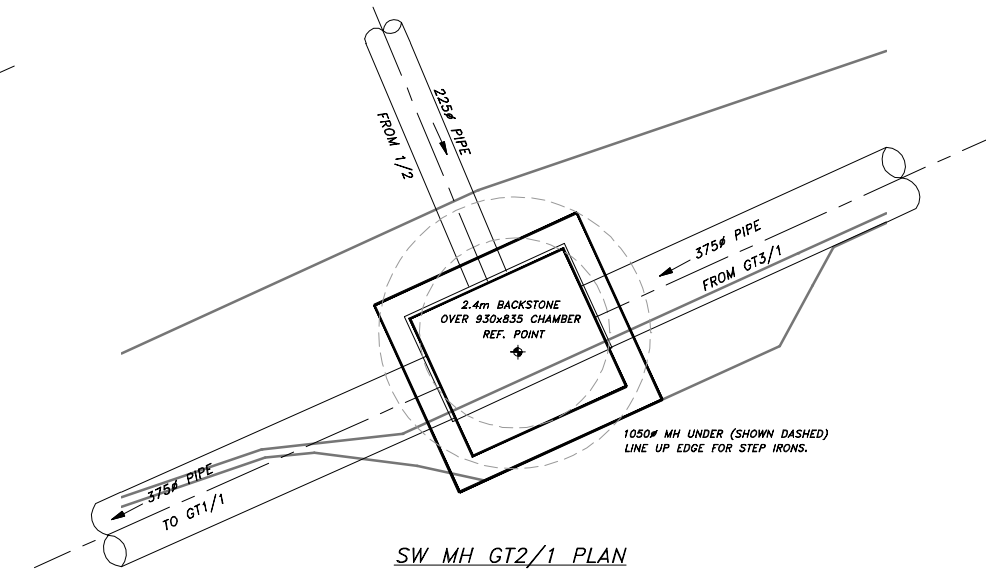 225ø PIPE
FROM 1/2
375ø PIPE
FROM GT3/1
2.4m BACKSTONE
OVER 930x835 CHAMBER
REF. POINT
1050ø MH UNDER (SHOWN DASHED)
LINE UP EDGE FOR STEP IRONS.
375ø PIPE
TO GT1/1
SW MH GT2/1 PLAN